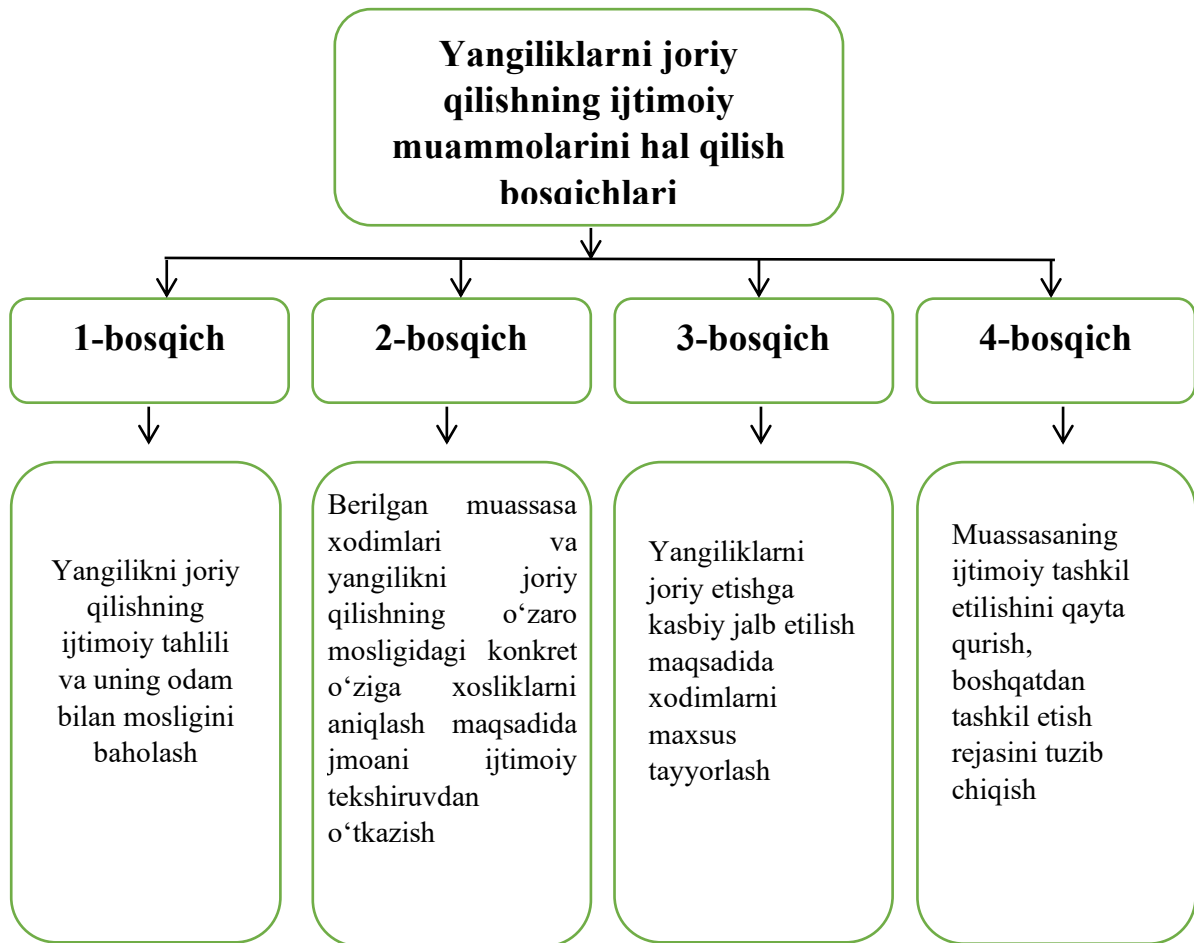 Yangiliklarni joriy
qilishning ijtimoiy
muammolarini hal qilish
bosqichlari
1-bosqich
2-bosqich
3-bosqich
4-bosqich
Yangilikni joriy
qilishning
ijtimoiy tahlili
va uning odam
bilan mosligini
baholash
Berilgan muassasa
xodimlari va
yangilikni joriy
qilishning o‘zaro
mosligidagi konkret
o‘ziga xosliklarni
aniqlash maqsadida
jmoani ijtimoiy
tekshiruvdan
o‘tkazish
Yangiliklarni
joriy etishga
kasbiy jalb etilish
maqsadida
xodimlarni
maxsus
tayyorlash
Muassasaning
ijtimoiy tashkil
etilishini qayta
qurish,
boshqatdan
tashkil etish
rejasini tuzib
chiqish